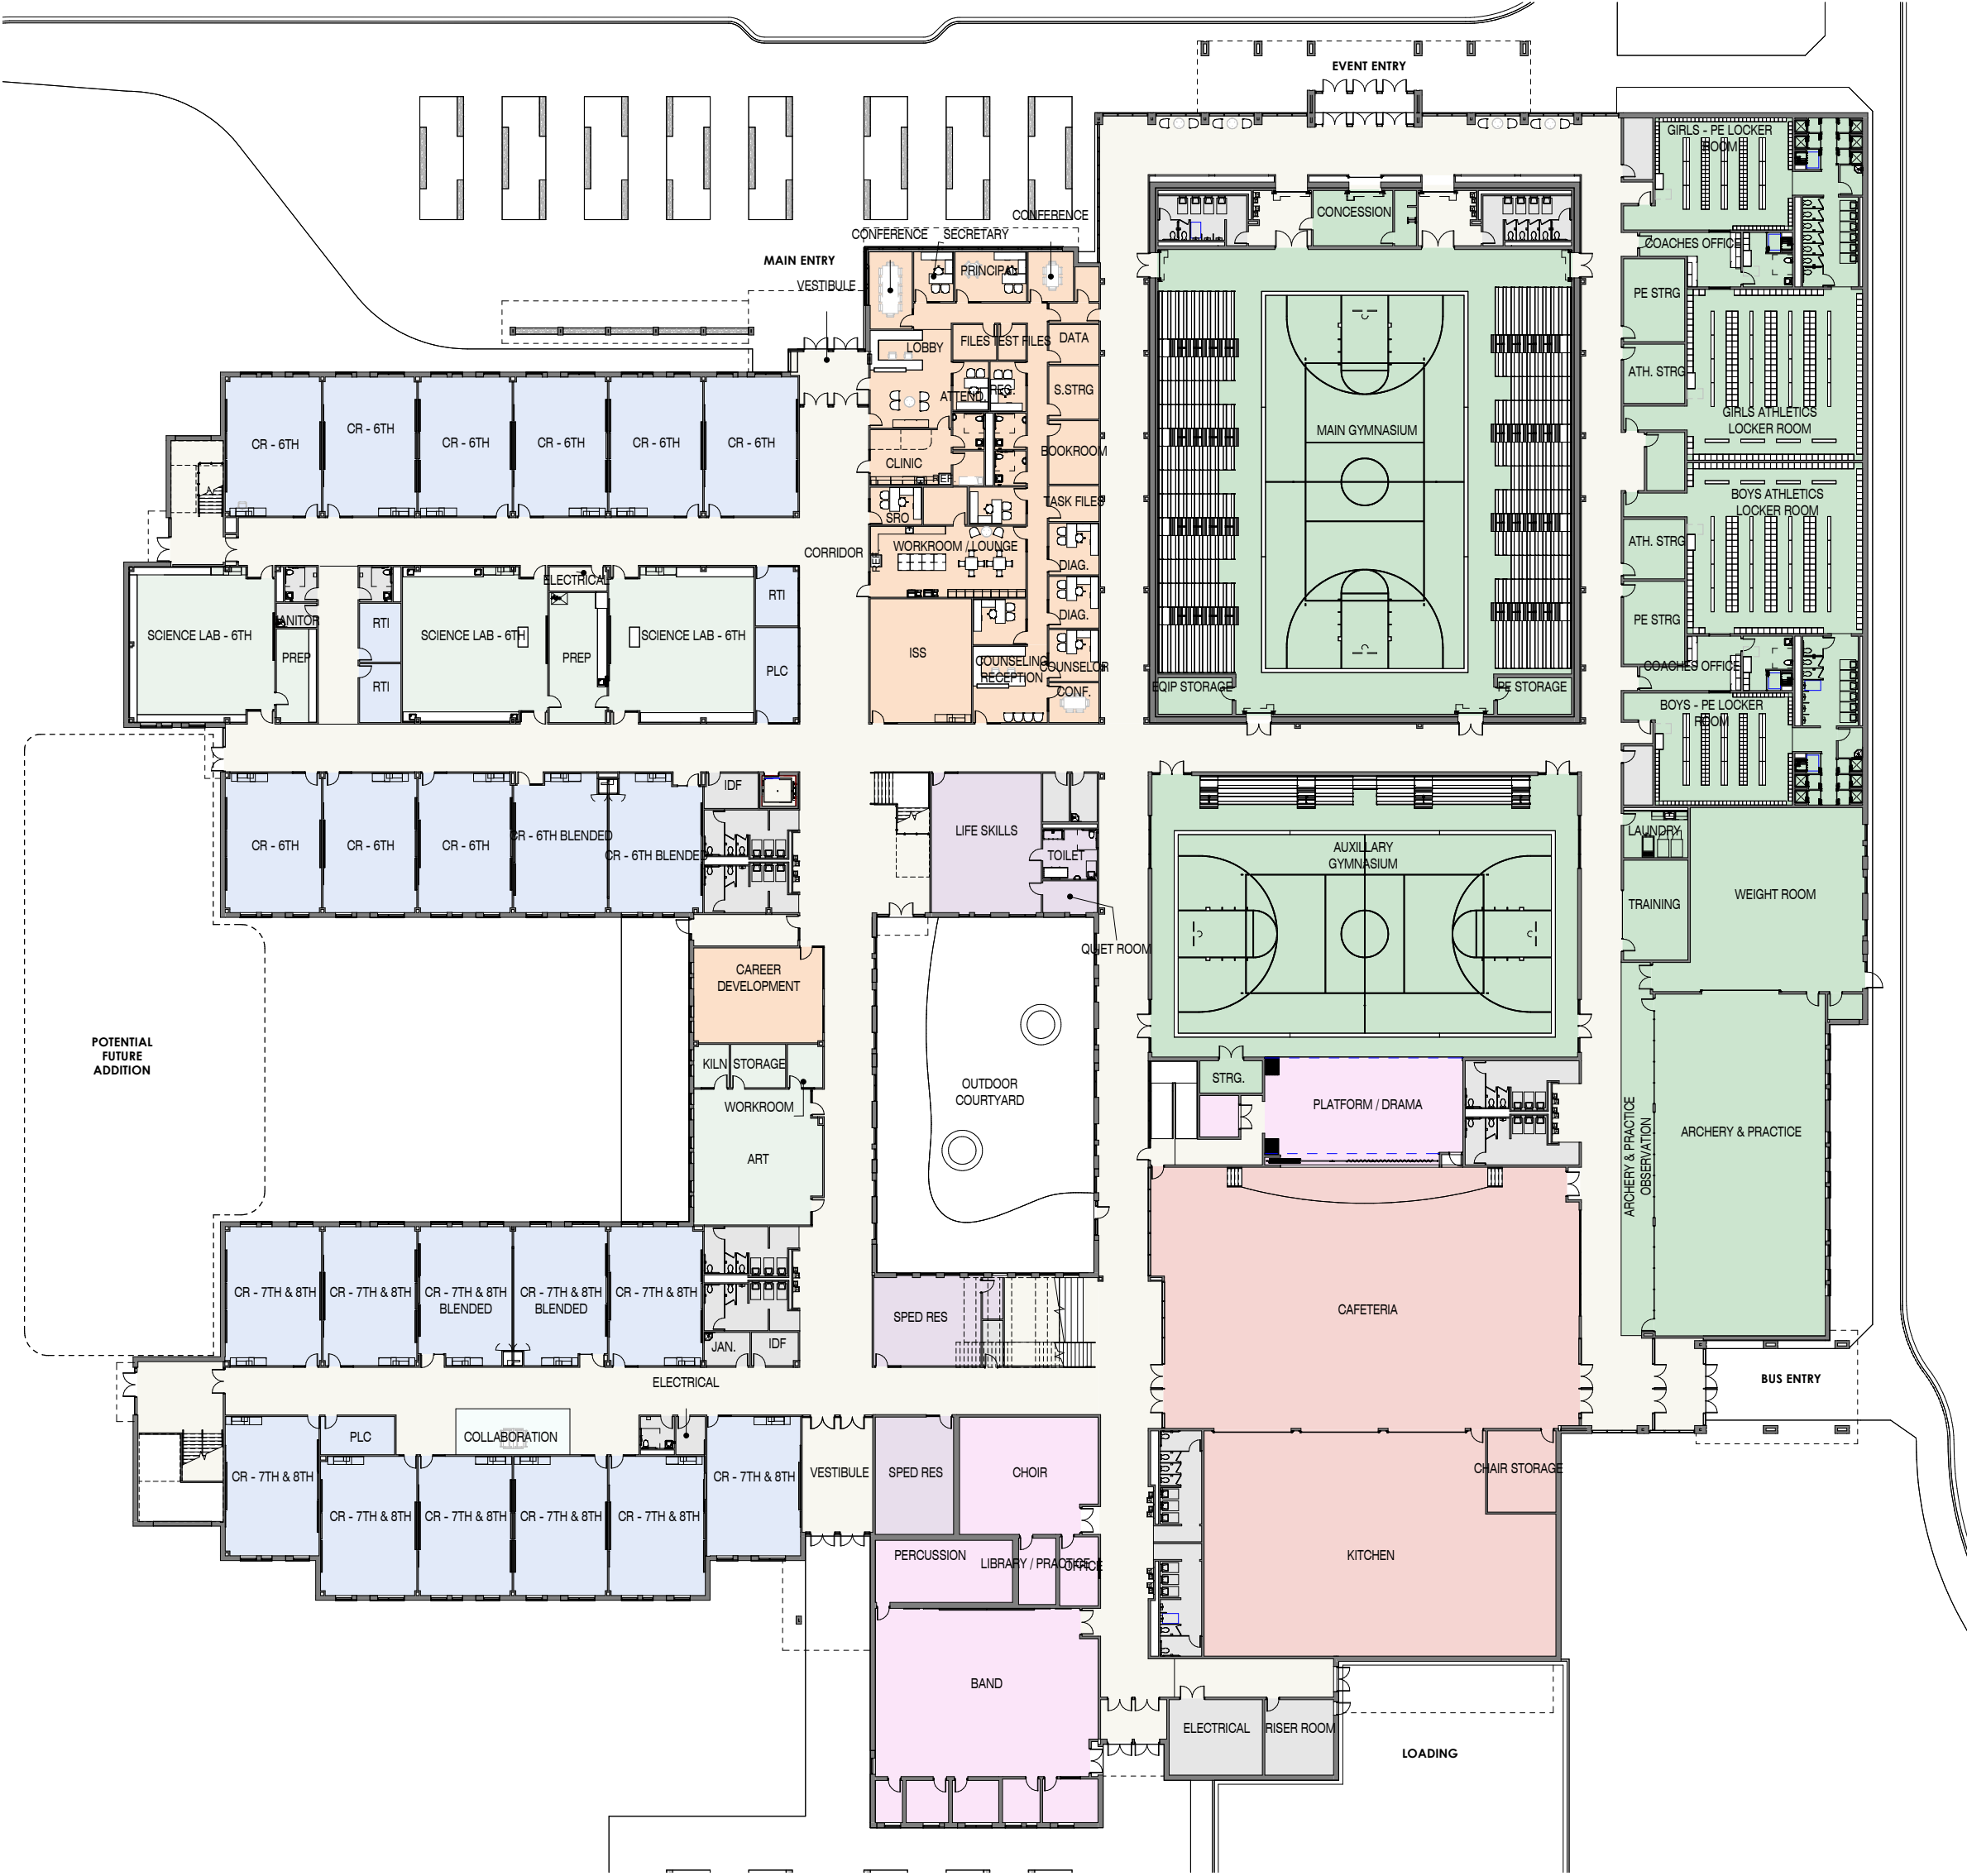 EVENT ENTRY
GIRLS - PE LOCKER
ROOM
CONCESSION
CONFERENCE
CONFERENCE
SECRETARY
MAIN ENTRY
PRINCIPAL
VESTIBULE
COACHES OFFICE
PE STRG
LOBBY
FILES
TEST FILES
DATA
ATH. STRG
ATTEND.
REG.
S.STRG
GIRLS ATHLETICS
LOCKER ROOM
CR - 6TH
CR - 6TH
CR - 6TH
CR - 6TH
CR - 6TH
CR - 6TH
MAIN GYMNASIUM
CLINIC
BOOKROOM
REF.
BOYS ATHLETICS
LOCKER ROOM
SRO
TASK FILES
CORRIDOR
WORKROOM / LOUNGE
ATH. STRG
DIAG.
ELECTRICAL
RTI
SCIENCE LAB - 6TH
JANITOR
RTI
SCIENCE LAB - 6TH
SCIENCE LAB - 6TH
DIAG.
PE STRG
PREP
PREP
ISS
COUNSELING
RECEPTION
COUNSELOR
COACHES OFFICE
PLC
RTI
CONF.
EQIP STORAGE
PE STORAGE
BOYS - PE LOCKER
ROOM
IDF
CR - 6TH
CR - 6TH
CR - 6TH
CR - 6TH BLENDED
CR - 6TH BLENDED
LIFE SKILLS
TOILET
AUXILLARY
GYMNASIUM
LAUNDRY
WEIGHT ROOM
TRAINING
QUIET ROOM
CAREER
DEVELOPMENT
POTENTIAL
FUTURE
ADDITION
KILN
STORAGE
WORKROOM
OUTDOOR
COURTYARD
STRG.
PLATFORM / DRAMA
ARCHERY & PRACTICE
OBSERVATION
ARCHERY & PRACTICE
ART
CR - 7TH & 8TH
CR - 7TH & 8TH
CR - 7TH & 8TH
BLENDED
CR - 7TH & 8TH
BLENDED
CR - 7TH & 8TH
SPED RES
CAFETERIA
JAN.
IDF
ELECTRICAL
BUS ENTRY
PLC
COLLABORATION
CR - 7TH & 8TH
CR - 7TH & 8TH
VESTIBULE
SPED RES
CHOIR
CHAIR STORAGE
CR - 7TH & 8TH
CR - 7TH & 8TH
CR - 7TH & 8TH
CR - 7TH & 8TH
PERCUSSION
LIBRARY / PRACTICE
OFFICE
KITCHEN
BAND
ELECTRICAL
RISER ROOM
LOADING